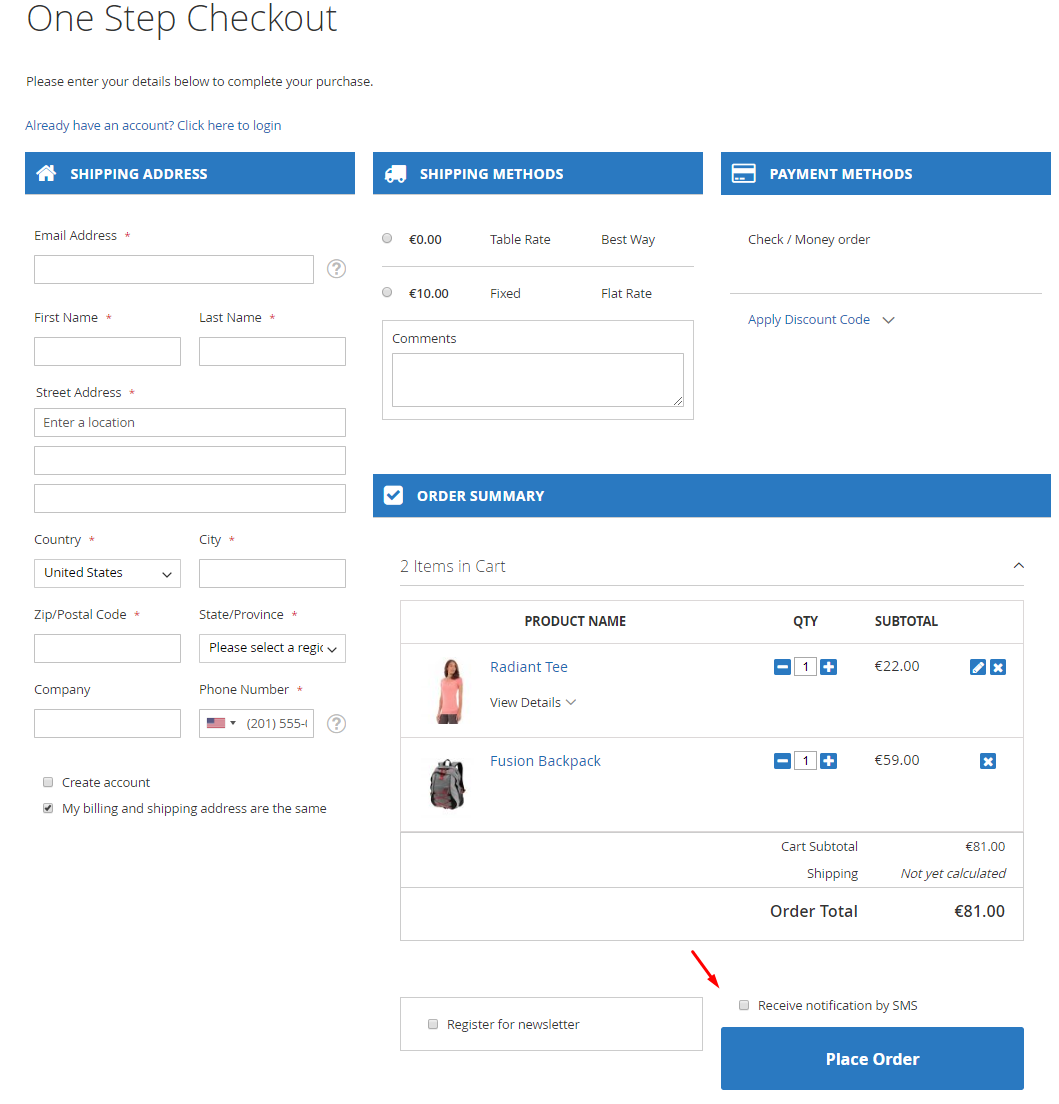 One Step Checkout
Please enter your details below to complete your purchase.
Already have an account? Click here to login
SHIPPING ADDRESS
Email Address *
?
First Name *
Last Name *
Street Address *
Enter a location
Country *
City *
United States
Zip/Postal Code *
State/Province *
Please select a regic
Company
Phone Number *
(201) 555-
?
Create account
My billing and shipping address are the same
SHIPPING METHODS
€0.00 Table Rate Best Way
€10.00 Fixed Flat Rate
Comments
PAYMENT METHODS
Check / Money order
Apply Discount Code
ORDER SUMMARY
2 Items in Cart
PRODUCT NAME QTY SUBTOTAL
Radiant Tee 1 €22.00
View Details
Fusion Backpack 1 €59.00
Cart Subtotal €81.00
Shipping Not yet calculated
Order Total €81.00
Register for newsletter
Receive notification by SMS
Place Order